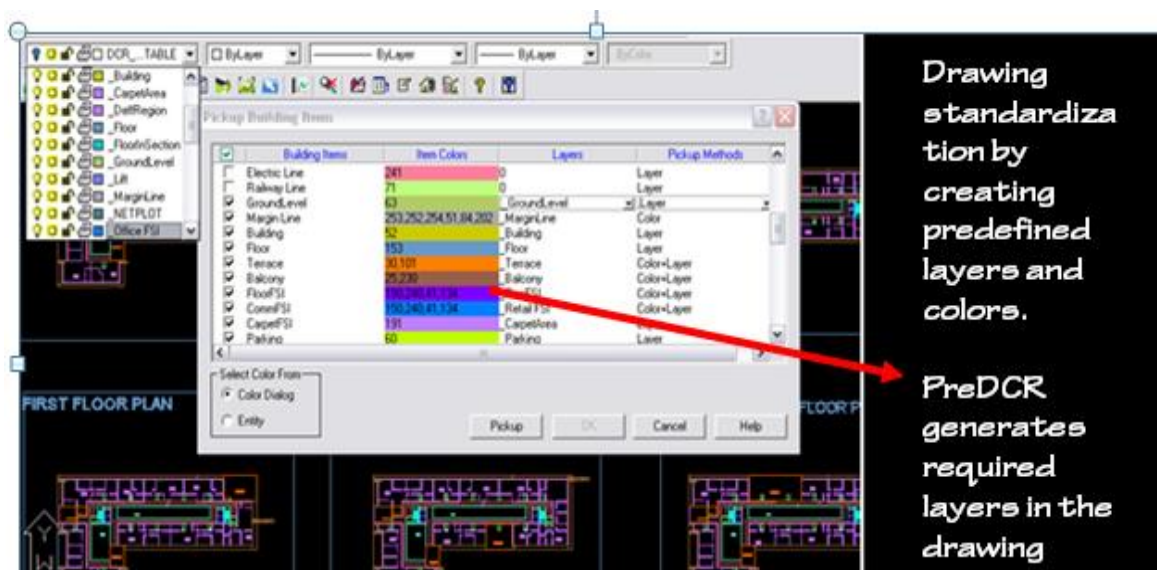 DCR_...TABLE
ByLayer
ByLayer
ByLayer
ByColor
_Building
_CarpetArea
_DattRegion
_Floor
_FloorInSection
_GroundLevel
_Lift
_MarginLine
_NETPLOT
_Office FSI
Pickup Building Items
Building Items Item Colors Layers Pickup Methods
Electric Line 241 0 Layer
Railway Line 71 0 Layer
GroundLevel 63 _GroundLevel Layer
Margin Line 253,252,254,51,84,202 _MarginLine Color
Building 52 _Building Layer
Floor 153 _Floor Layer
Terrace 30,101 _Terrace Color+Layer
Balcony 25,230 _Balcony Color+Layer
FloorFSI Color+Layer
CommFSI 150,240,41,134 _Retail FSI Color+Layer
CarpetFSI 191 _CarpetArea
Parking 60 _Parking Layer
Select Color From
Color Dialog
Entity
Pickup OK Cancel Help
FIRST FLOOR PLAN
FLOOR P
Drawing
standardiza
tion by
creating
predefined
layers and
colors.
PreDCR
generates
required
layers in the
drawing